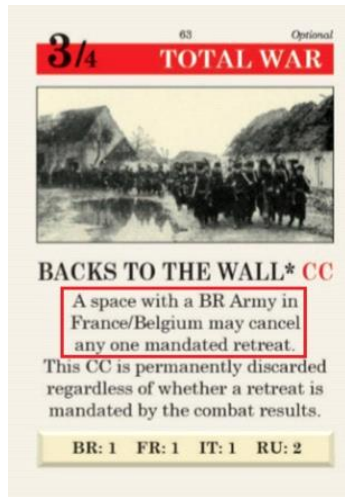 63 Optional
3/4 TOTAL WAR
BACKS TO THE WALL* CC
A space with a BR Army in
France/Belgium may cancel
any one mandated retreat.
This CC is permanently discarded
regardless of whether a retreat is
mandated by the combat results.
BR: 1 FR: 1 IT: 1 RU: 2